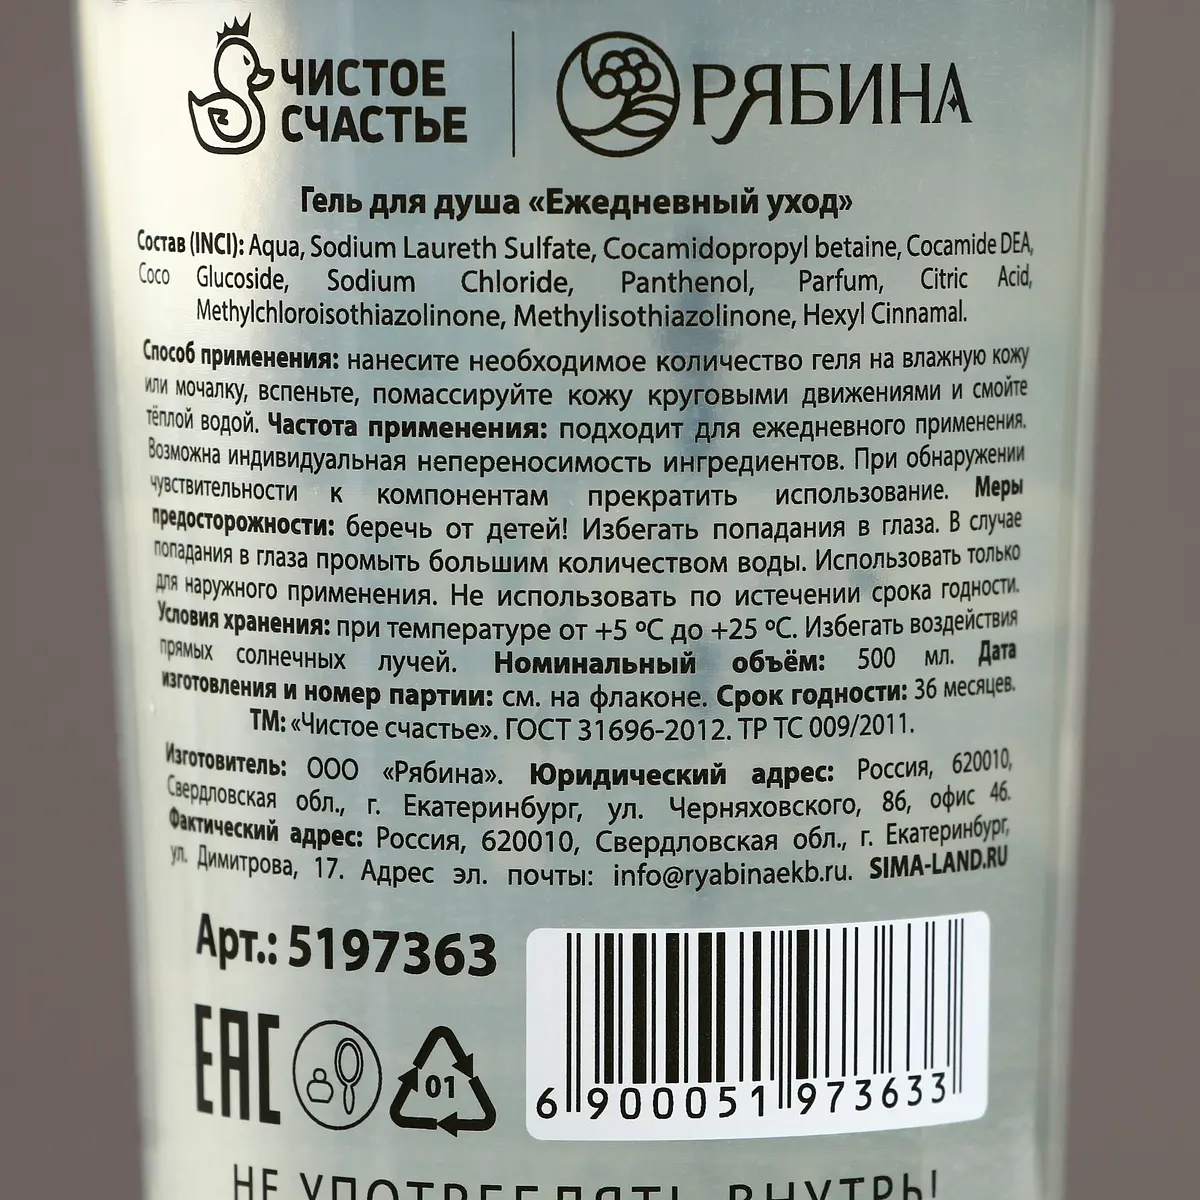 ЧИСТОЕ
СЧАСТЬЕ
РЯБИНА
Гель для душа «Ежедневный уход»
Состав (INCI): Aqua, Sodium Laureth Sulfate, Cocamidopropyl betaine, Cocamide DEA,
Coco Glucoside, Sodium Chloride, Panthenol, Parfum, Citric Acid,
Methylchloroisothiazolinone, Methylisothiazolinone, Hexyl Cinnamal.
Способ применения: нанесите необходимое количество геля на влажную кожу
или мочалку, вспеньте, помассируйте кожу круговыми движениями и смойте
тёплой водой. Частота применения: подходит для ежедневного применения.
Возможна индивидуальная непереносимость ингредиентов. При обнаружении
чувствительности к компонентам прекратить использование. Меры
предосторожности: беречь от детей! Избегать попадания в глаза. В случае
попадания в глаза промыть большим количеством воды. Использовать только
для наружного применения. Не использовать по истечении срока годности.
Условия хранения: при температуре от +5 ºC до +25 ºC. Избегать воздействия
прямых солнечных лучей. Номинальный объём: 500 мл. Дата
изготовления и номер партии: см. на флаконе. Срок годности: 36 месяцев.
ТМ: «Чистое счастье». ГОСТ 31696-2012. ТР ТС 009/2011.
Изготовитель: ООО «Рябина». Юридический адрес: Россия, 620010,
Свердловская обл., г. Екатеринбург, ул. Черняховского, 86, офис 46.
Фактический адрес: Россия, 620010, Свердловская обл., г. Екатеринбург,
ул. Димитрова, 17. Адрес эл. почты: info@ryabinaekb.ru. SIMA-LAND.RU
Арт.: 5197363
EAC
01
6 900051 973633
НЕ УПОТРЕБЛЯТЬ ВНУТРЬ!